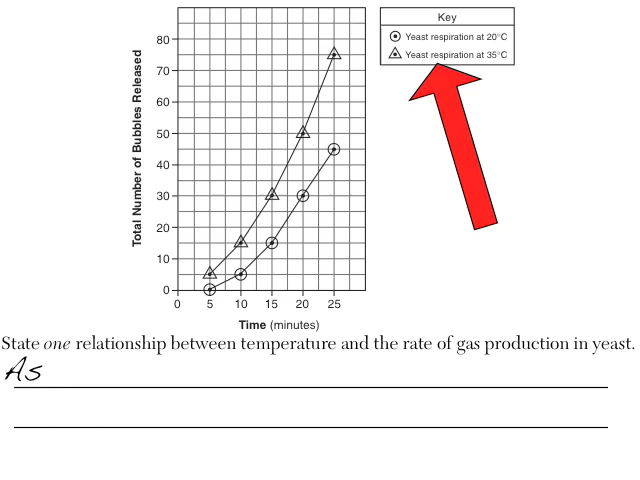 Key
Yeast respiration at 20°C
Yeast respiration at 35°C
Total Number of Bubbles Released
80
70
60
50
40
30
20
10
0
0 5 10 15 20 25
Time (minutes)
State one relationship between temperature and the rate of gas production in yeast.
As